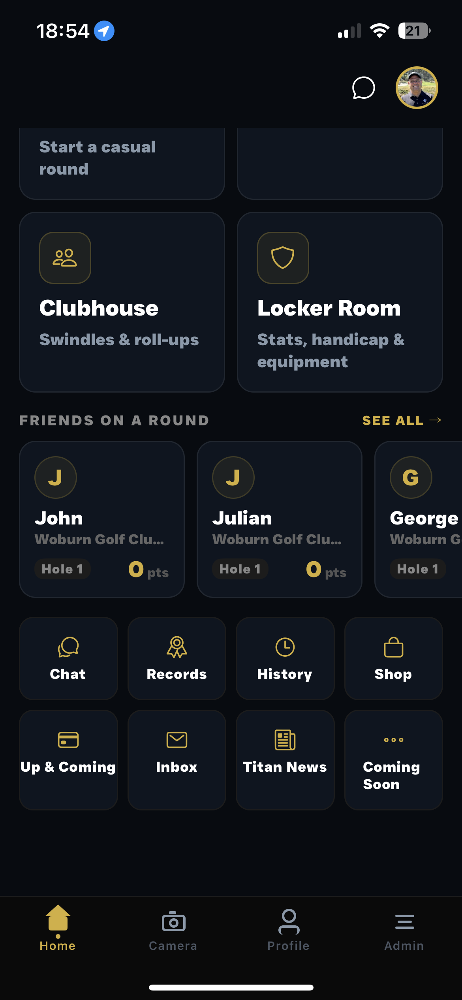 18:54
21
Start a casual
round
Clubhouse
Swindles & roll-ups
Locker Room
Stats, handicap &
equipment
FRIENDS ON A ROUND
SEE ALL →
J
John
Woburn Golf Clu...
Hole 1
0 pts
J
Julian
Woburn Golf Clu...
Hole 1
0 pts
G
George
Woburn G
Hole 1
Chat
Records
History
Shop
Up & Coming
Inbox
Titan News
Coming
Soon
Home
Camera
Profile
Admin